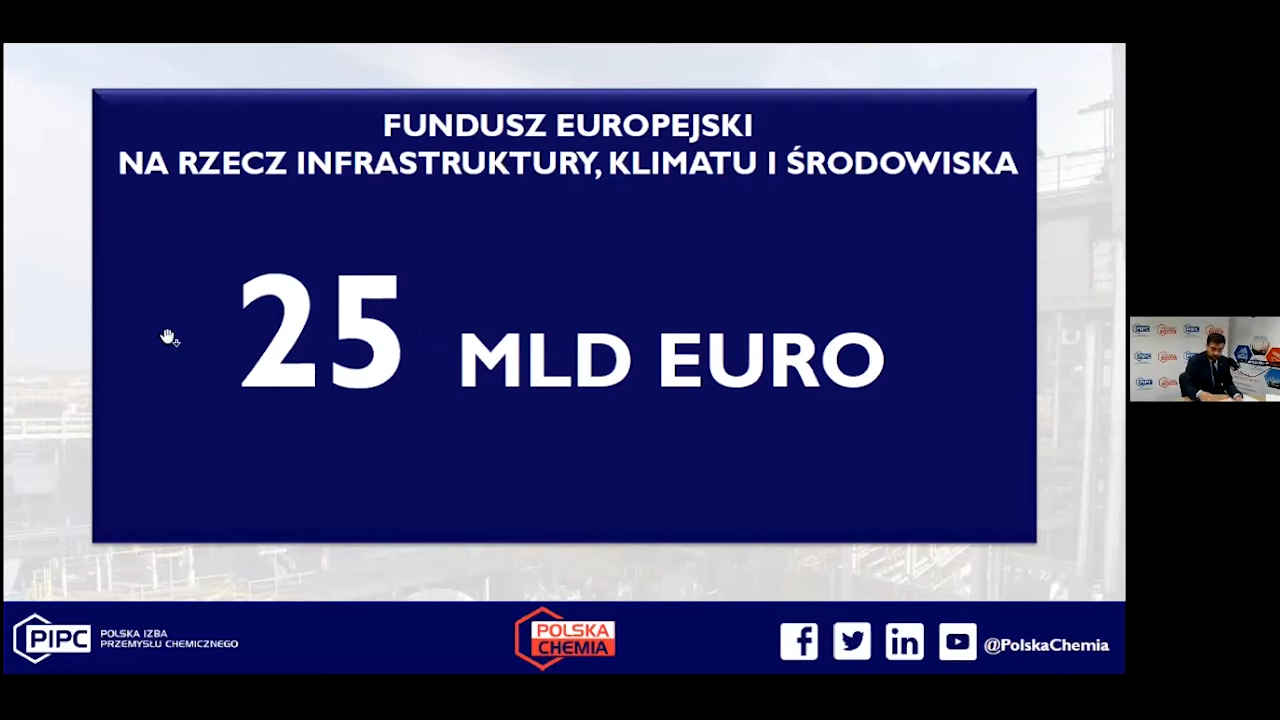 FUNDUSZ EUROPEJSKI
NA RZECZ INFRASTRUKTURY, KLIMATU I ŚRODOWISKA
25 MLD EURO
PIPC
POLSKA IZBA
PRZEMYSŁU CHEMICZNEGO
POLSKA
CHEMIA
@PolskaChemia